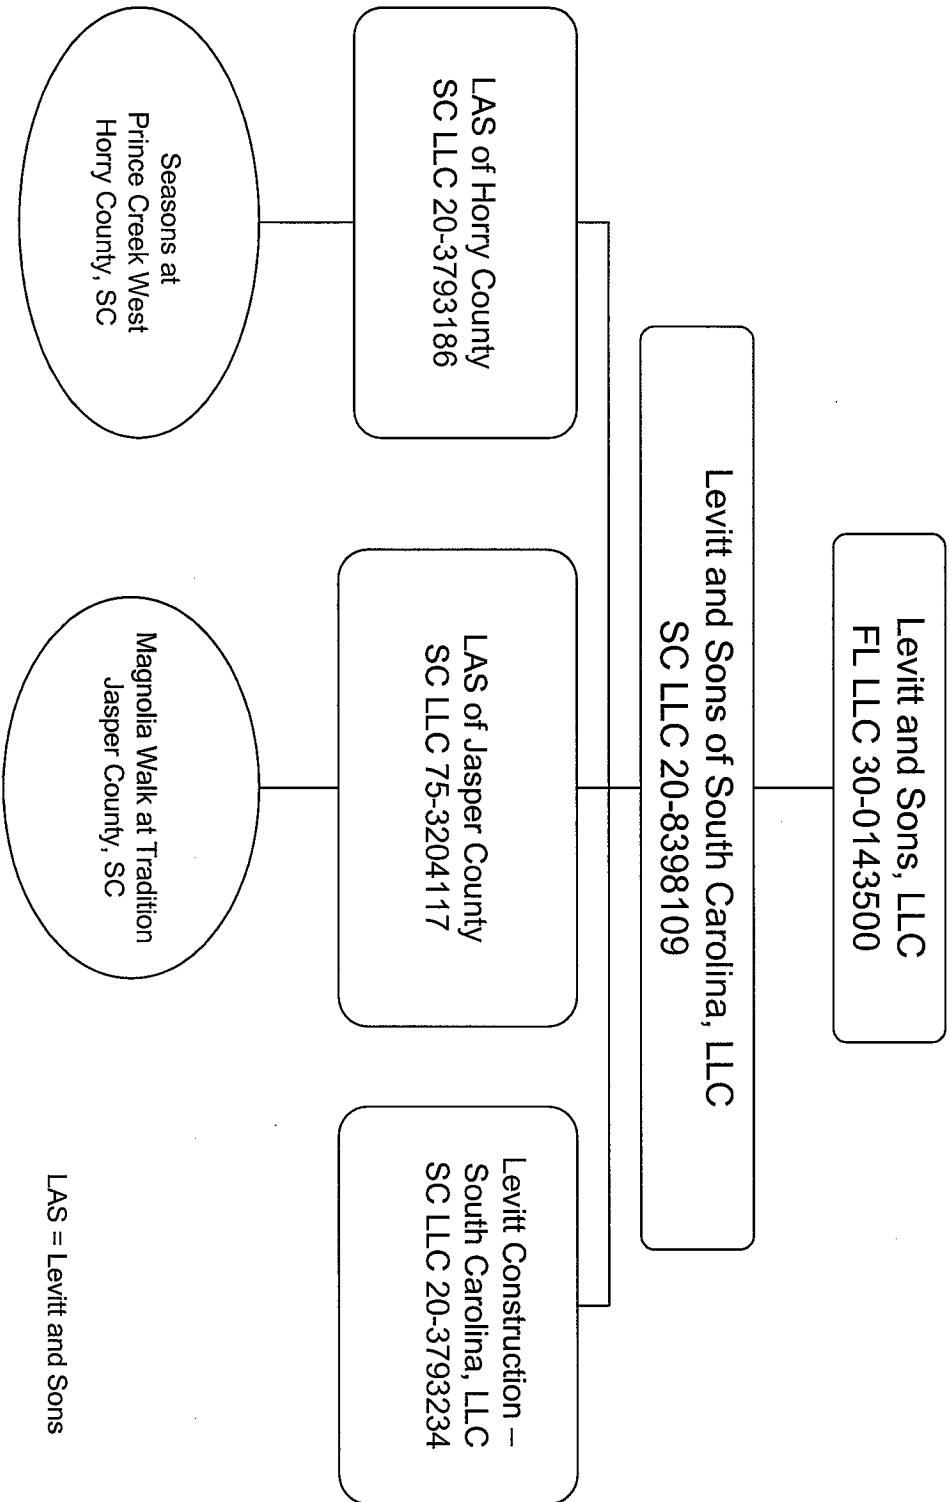 Levitt and Sons, LLC
FL LLC 30-0143500
Levitt and Sons of South Carolina, LLC
SC LLC 20-8398109
LAS of Horry County
SC LLC 20-3793186
LAS of Jasper County
SC LLC 75-3204117
Levitt Construction –
South Carolina, LLC
SC LLC 20-3793234
Seasons at
Prince Creek West
Horry County, SC
Magnolia Walk at Tradition
Jasper County, SC
LAS = Levitt and Sons